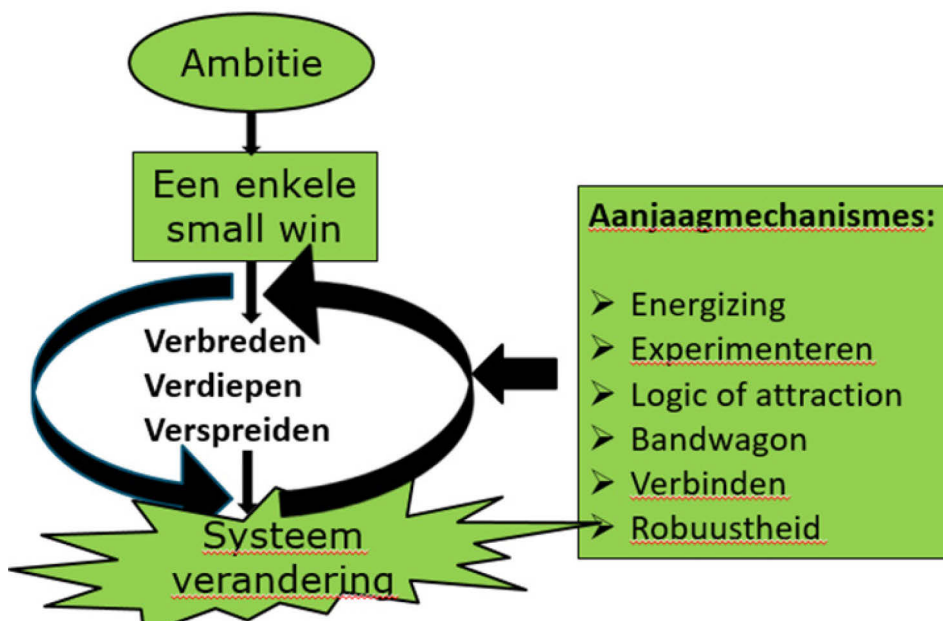 Ambitie
Een enkele
small win
Verbreden
Verdiepen
Verspreiden
Systeem
verandering
Aanjaagmechanismes:
Energizing
Experimenteren
Logic of attraction
Bandwagon
Verbinden
Robuustheid